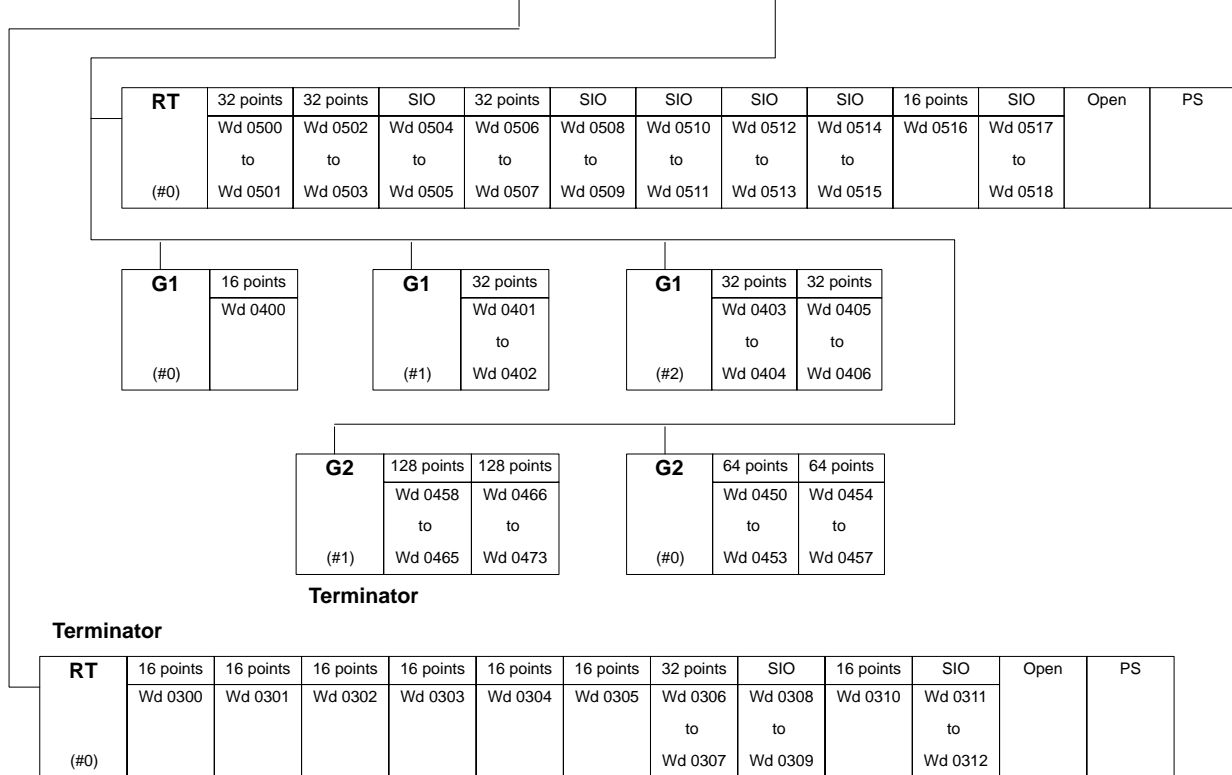 RT 32 points 32 points SIO 32 points SIO SIO SIO SIO 16 points SIO Open PS
Wd 0500 Wd 0502 Wd 0504 Wd 0506 Wd 0508 Wd 0510 Wd 0512 Wd 0514 Wd 0516 Wd 0517
to to to to to to to to to
(#0) Wd 0501 Wd 0503 Wd 0505 Wd 0507 Wd 0509 Wd 0511 Wd 0513 Wd 0515 Wd 0518
G1 16 points G1 32 points G1 32 points 32 points
Wd 0400 Wd 0401 Wd 0403 Wd 0405
to to to
(#0) (#1) Wd 0402 (#2) Wd 0404 Wd 0406
G2 128 points 128 points G2 64 points 64 points
Wd 0458 Wd 0466 Wd 0450 Wd 0454
to to to to
(#1) Wd 0465 Wd 0473 (#0) Wd 0453 Wd 0457
Terminator
Terminator
RT 16 points 16 points 16 points 16 points 16 points 16 points 32 points SIO 16 points SIO Open PS
Wd 0300 Wd 0301 Wd 0302 Wd 0303 Wd 0304 Wd 0305 Wd 0306 Wd 0308 Wd 0310 Wd 0311
to to to
(#0) Wd 0307 Wd 0309 Wd 0312